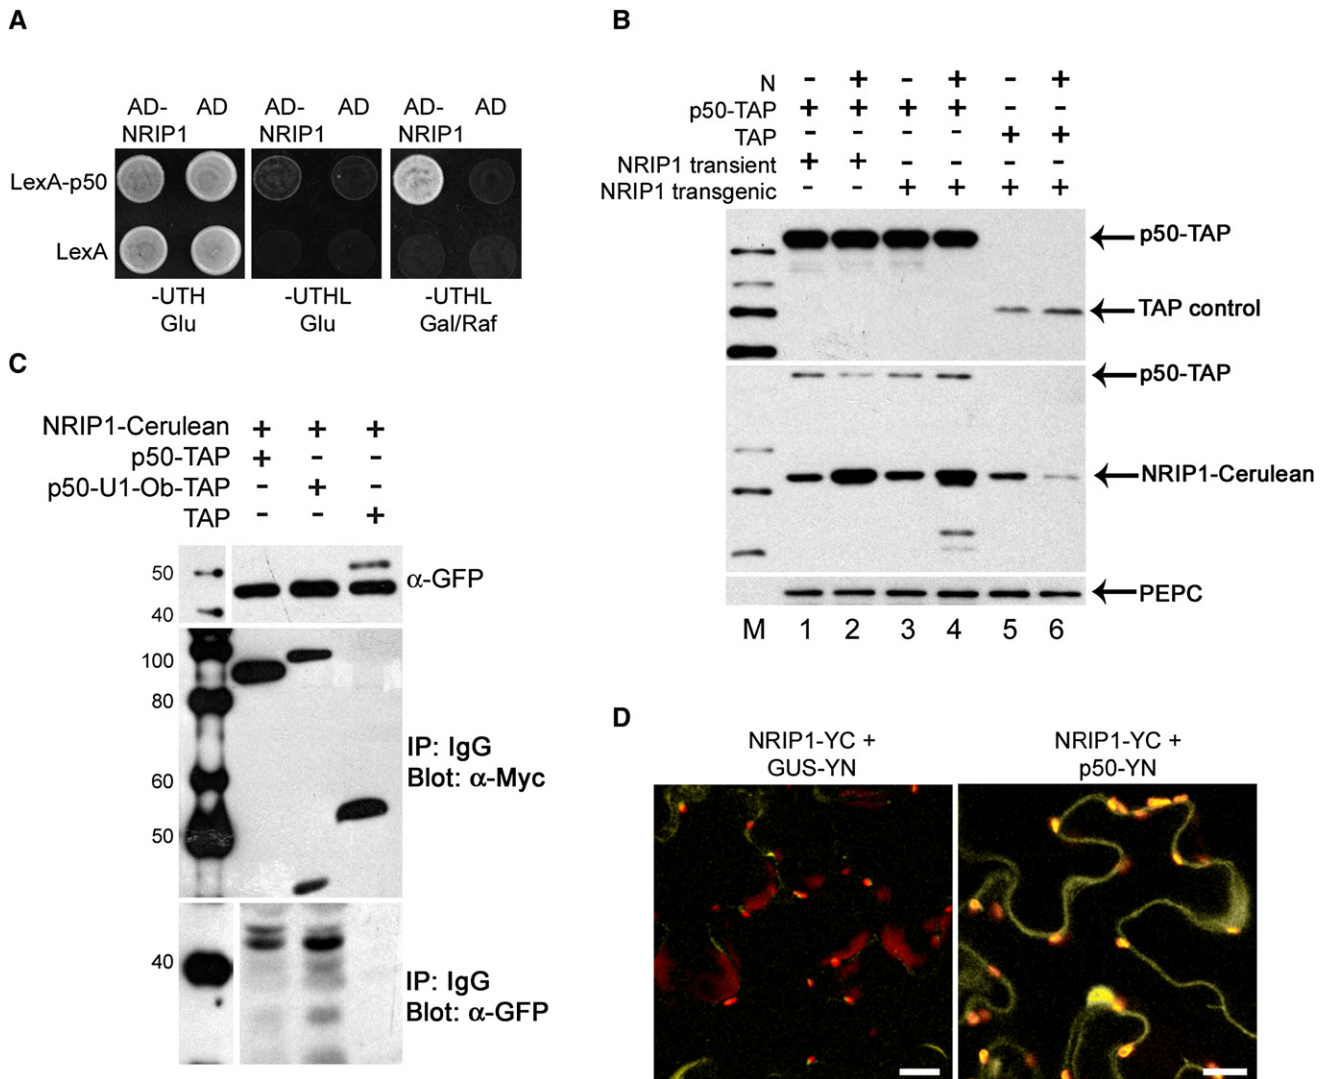 A
AD- AD AD- AD AD- AD
NRIP1 NRIP1 NRIP1
LexA-p50
LexA
-UTH -UTHL -UTHL
Glu Glu Gal/Raf
B
N - + - + - +
p50-TAP + + + + - -
TAP - - - - + +
NRIP1 transient + + - - - -
NRIP1 transgenic - - + + + +
p50-TAP
TAP control
p50-TAP
NRIP1-Cerulean
PEPC
M 1 2 3 4 5 6
C
NRIP1-Cerulean + + +
p50-TAP + - -
p50-U1-Ob-TAP - + -
TAP - - +
50
40
α-GFP
100
80
60
50
IP: IgG
Blot: α-Myc
40
IP: IgG
Blot: α-GFP
D
NRIP1-YC + NRIP1-YC +
GUS-YN p50-YN